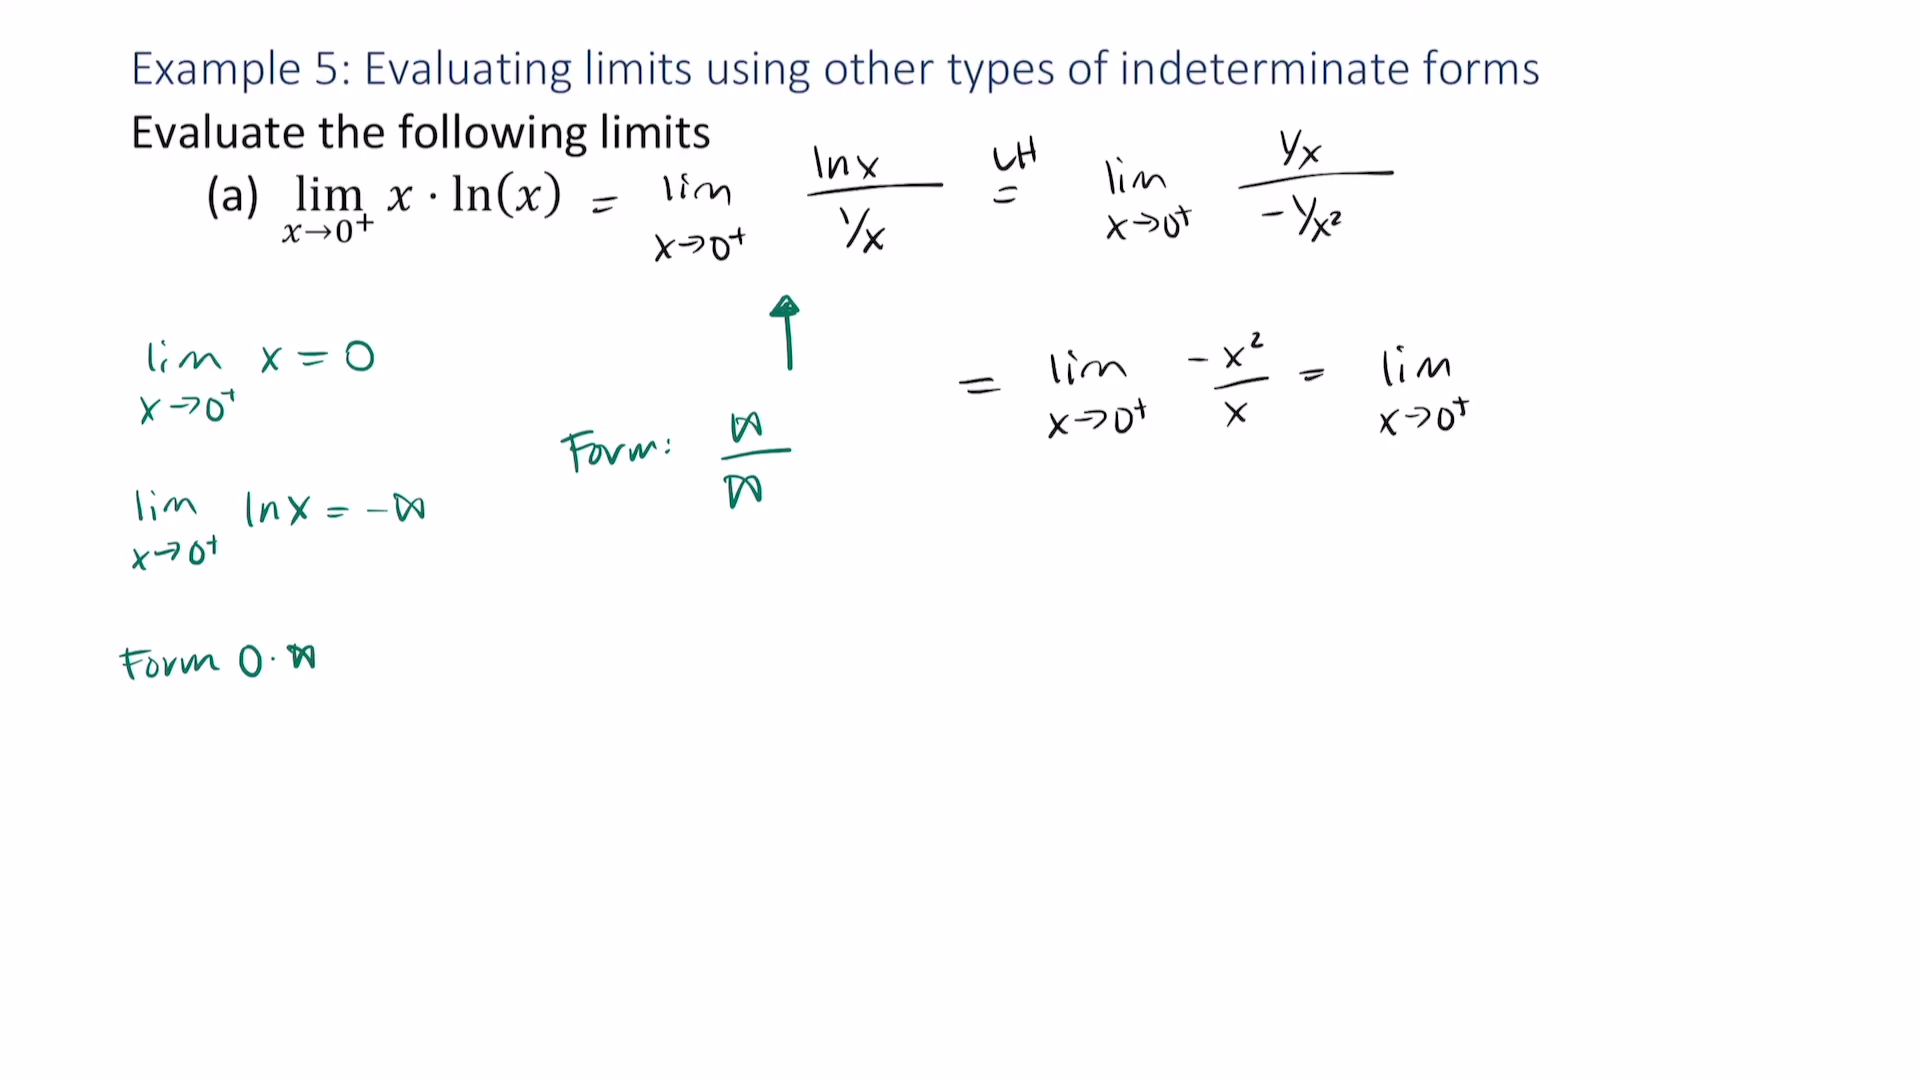 Example 5: Evaluating limits using other types of indeterminate forms
Evaluate the following limits
(a) lim x→0⁺ x · ln(x) = lim x→0⁺ ln x / (1/x) LH = lim x→0⁺ (1/x) / (-1/x²)
= lim x→0⁺ -x²/x = lim x→0⁺
lim x→0⁺ x = 0
Form: ∞/∞
lim x→0⁺ ln x = -∞
Form 0·∞